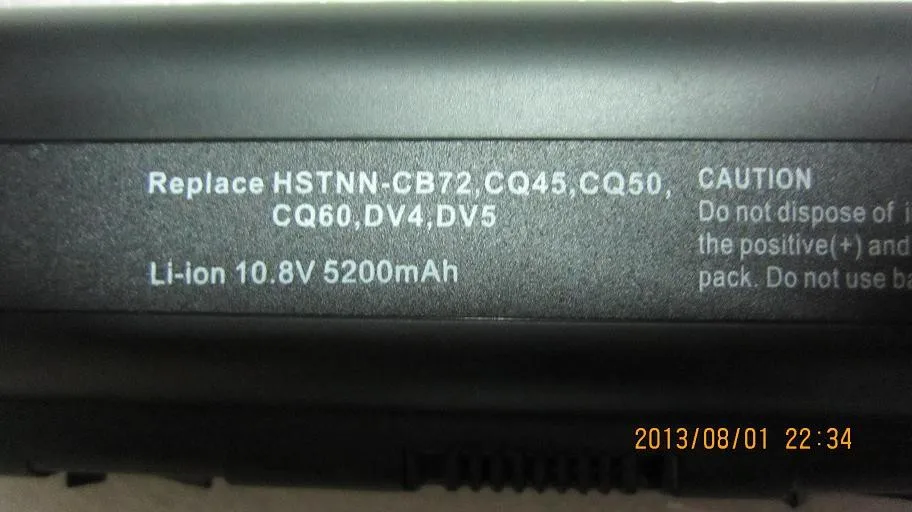 Replace HSTNN-CB72,CQ45,CQ50,
CQ60,DV4,DV5
Li-ion 10.8V 5200mAh
CAUTION
Do not dispose of
the positive(+) and
pack. Do not use
2013/08/01 22:34